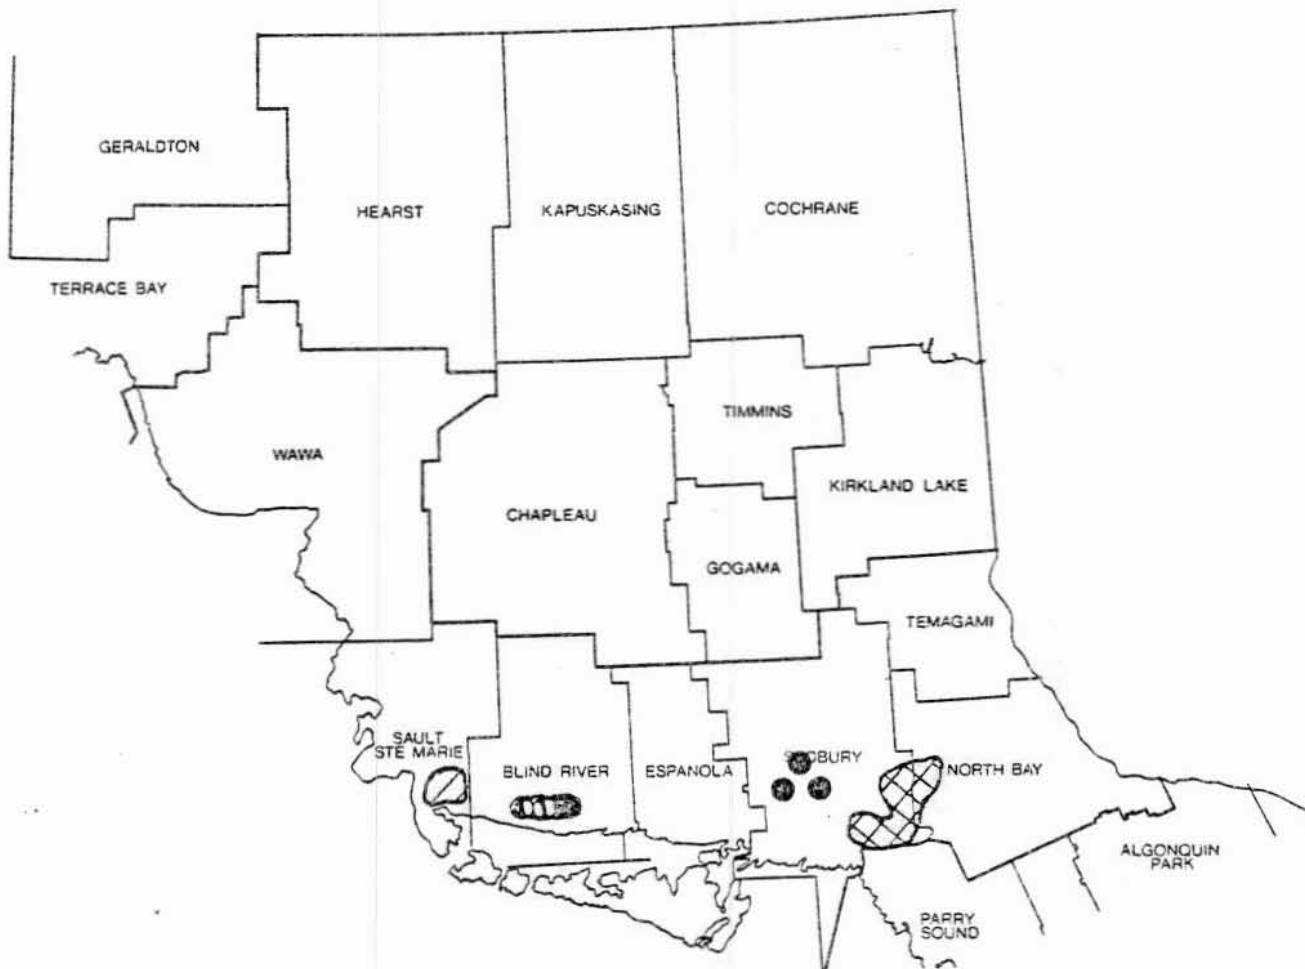 GERALDTON
HEARST
KAPUSKASING
COCHRANE
TERRACE BAY
TIMMINS
WAWA
KIRKLAND LAKE
CHAPLEAU
GOGAMA
TEMAGAMI
SAULT
STE MARIE
BLIND RIVER
ESPANOLA
SUDBURY
NORTH BAY
ALGONQUIN
PARK
PARRY
SOUND